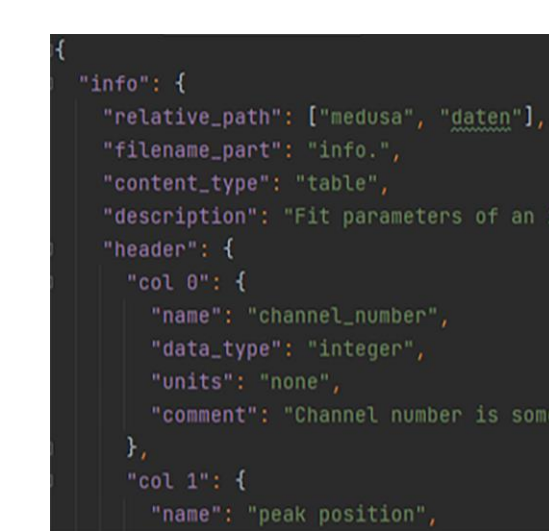 {
"info": {
"relative_path": ["medusa", "daten"],
"filename_part": "info.",
"content_type": "table",
"description": "Fit parameters of an
"header": {
"col 0": {
"name": "channel_number",
"data_type": "integer",
"units": "none",
"comment": "Channel number is som
},
"col 1": {
"name": "peak position",